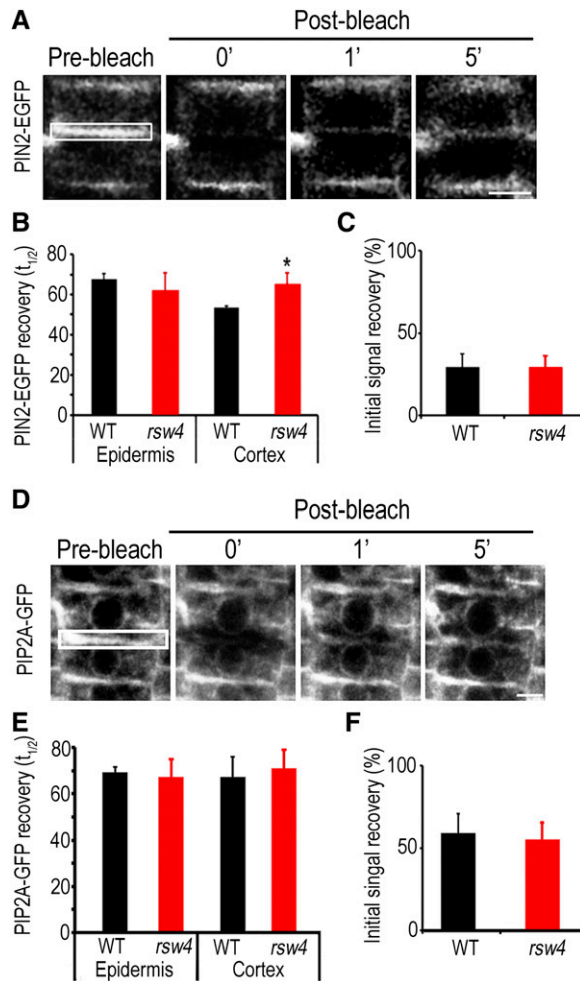 A
Post-bleach
Pre-bleach 0' 1' 5'
PIN2-EGFP
B
PIN2-EGFP recovery (t1/2)
80
60
40
20
0
WT rsw4 WT rsw4
*
Epidermis Cortex
C
Initial signal recovery (%)
100
50
0
WT rsw4
D
Post-bleach
Pre-bleach 0' 1' 5'
PIP2A-GFP
E
PIP2A-GFP recovery (t1/2)
80
60
40
20
0
WT rsw4 WT rsw4
Epidermis Cortex
F
Initial singal recovery (%)
100
50
0
WT rsw4